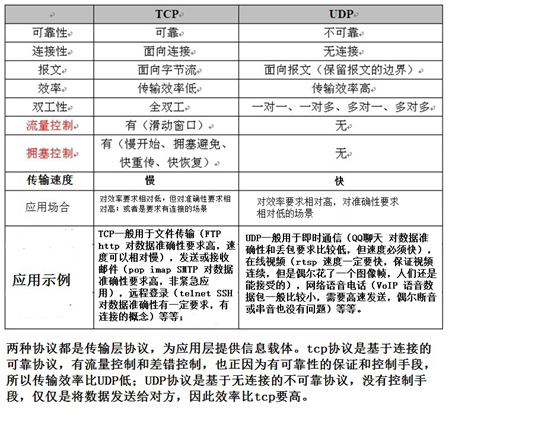 TCP UDP
可靠性 可靠 不可靠
连接性 面向连接 无连接
报文 面向字节流 面向报文（保留报文的边界）
效率 传输效率低 传输效率高
双工性 全双工 一对一、一对多、多对一、多对多
流量控制 有（滑动窗口） 无
拥塞控制 有（慢开始、拥塞避免、
快重传、快恢复） 无
传输速度 慢 快
应用场合 对效率要求相对低，但对准确性要求相
对高；或者是要求有连接的场景 对效率要求相对高，对准确性要求
相对低的场景
应用示例 TCP一般用于文件传输（FTP
http 对数据准确性要求高，速
度可以相对慢），发送或接收
邮件（pop imap SMTP 对数据
准确性要求高，非紧急应
用），远程登录（telnet SSH
对数据准确性有一定要求，有
连接的概念）等等；
UDP一般用于即时通信（QQ聊天 对数据准
确性和丢包要求比较低，但速度必须快），
在线视频（rtsp 速度一定要快，保证视频
连续，但是偶尔花了一个图像帧，人们还是
能接受的），网络语音电话（VoIP 语音数
据包一般比较小，需要高速发送，偶尔断音
或串音也没有问题）等等。
两种协议都是传输层协议，为应用层提供信息载体。tcp协议是基于连接的
可靠协议，有流量控制和差错控制，也正因为有可靠性的保证和控制手段，
所以传输效率比UDP低；UDP协议是基于无连接的不可靠协议，没有控制手
段，仅仅是将数据发送给对方，因此效率比tcp要高。